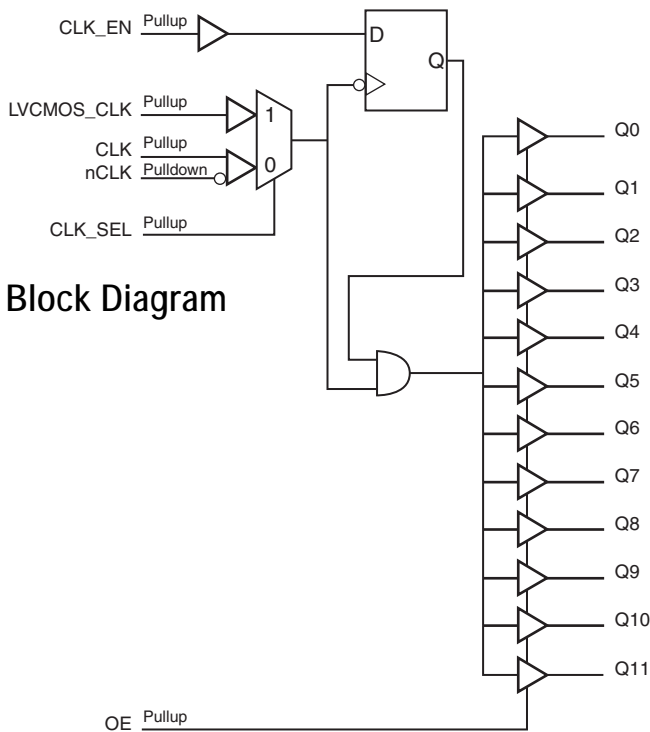 CLK_EN Pullup
D
Q
LVCMOS_CLK Pullup
1
CLK Pullup
0
nCLK Pulldown
CLK_SEL Pullup
Block Diagram
Q0
Q1
Q2
Q3
Q4
Q5
Q6
Q7
Q8
Q9
Q10
Q11
OE Pullup